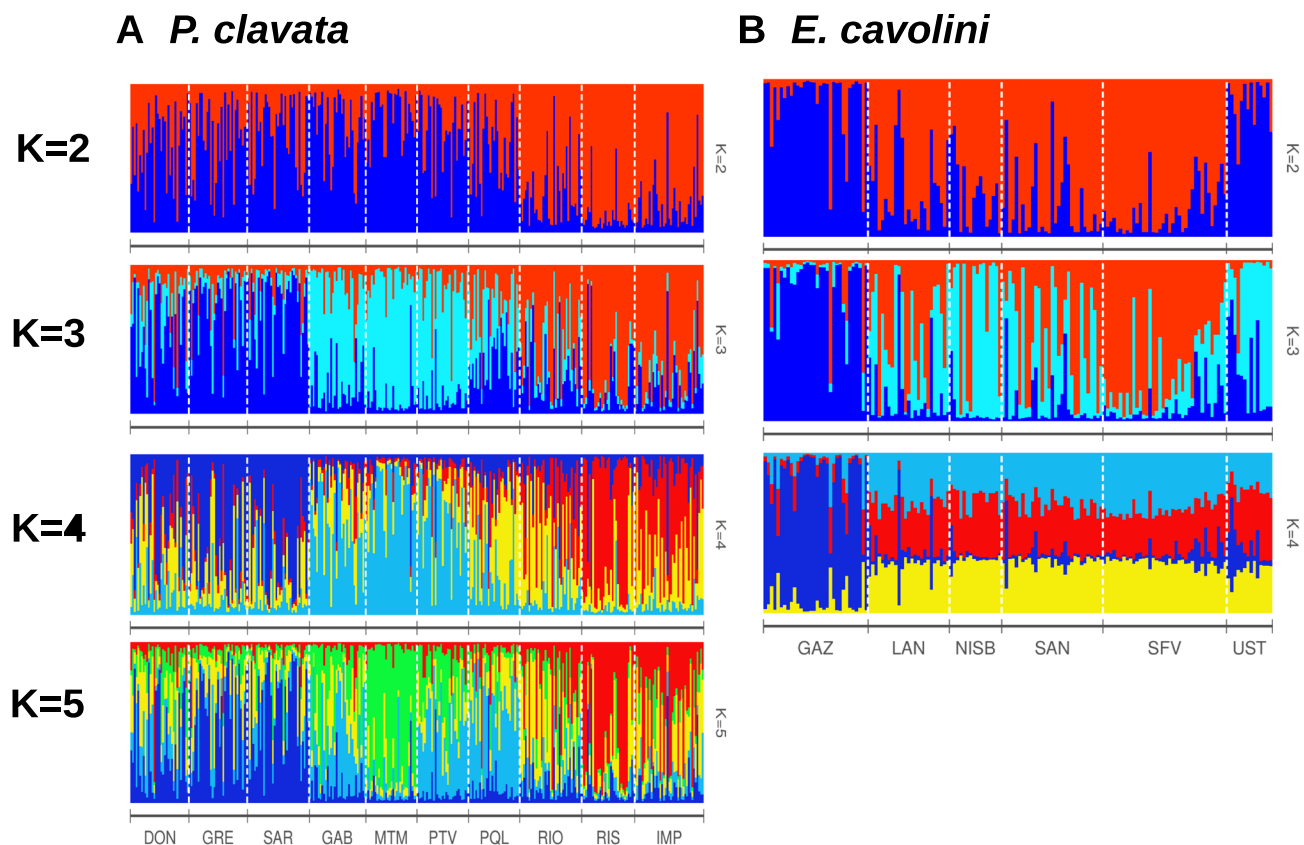 A P. clavata
B E. cavolini
K=2
K=2
K=2
K=3
K=3
K=3
K=4
K=4
K=4
K=5
K=5
DON GRE SAR GAB MTM PTV PQL RIO RIS IMP
GAZ LAN NISB SAN SFV UST